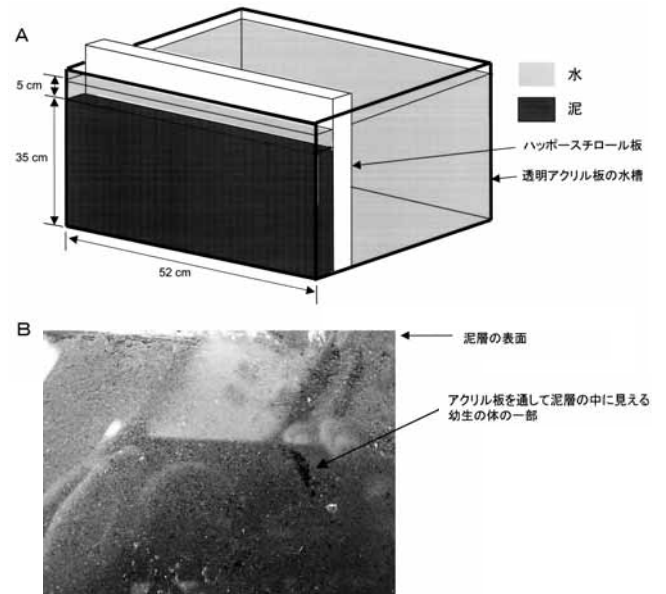 A
5 cm
35 cm
52 cm
水
泥
ハッポースチロール板
透明アクリル板の水槽
B
泥層の表面
アクリル板を通して泥層の中に見える
幼生の体の一部